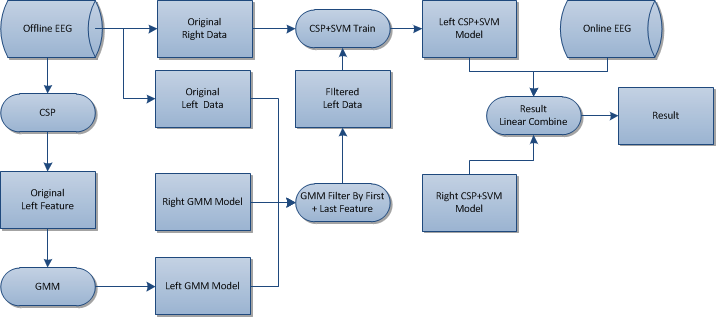 Offline EEG
Original
Right Data
CSP+SVM Train
Left CSP+SVM
Model
Online EEG
CSP
Original
Left Data
FIltered
Left Data
Result
Linear Combine
Result
Original
Left Feature
Right GMM Model
GMM Filter By First
+ Last Feature
Right CSP+SVM
Model
GMM
Left GMM Model